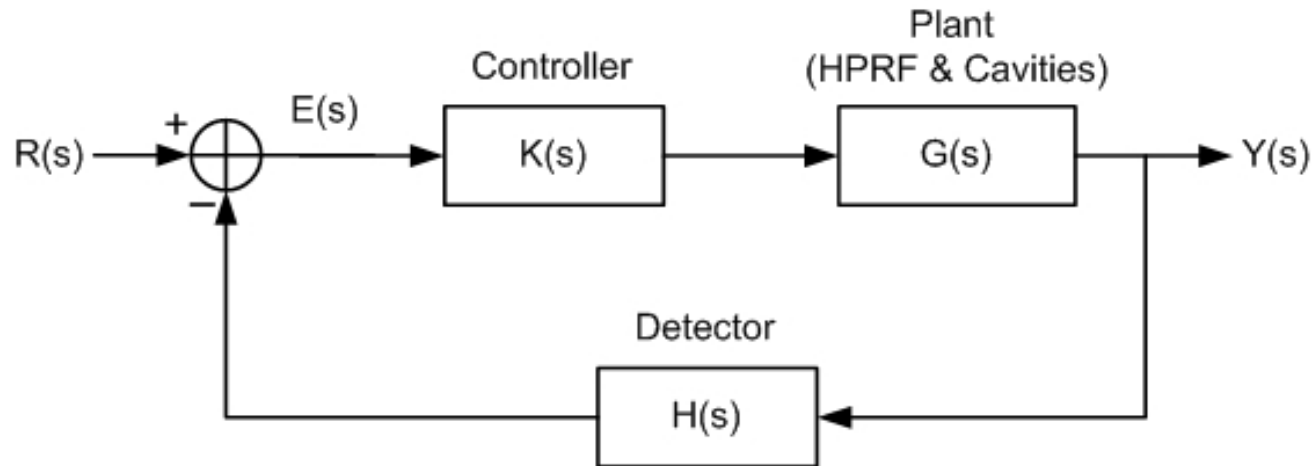 Plant
(HPRF & Cavities)
Controller
R(s)
+
−
E(s)
K(s)
G(s)
Y(s)
Detector
H(s)